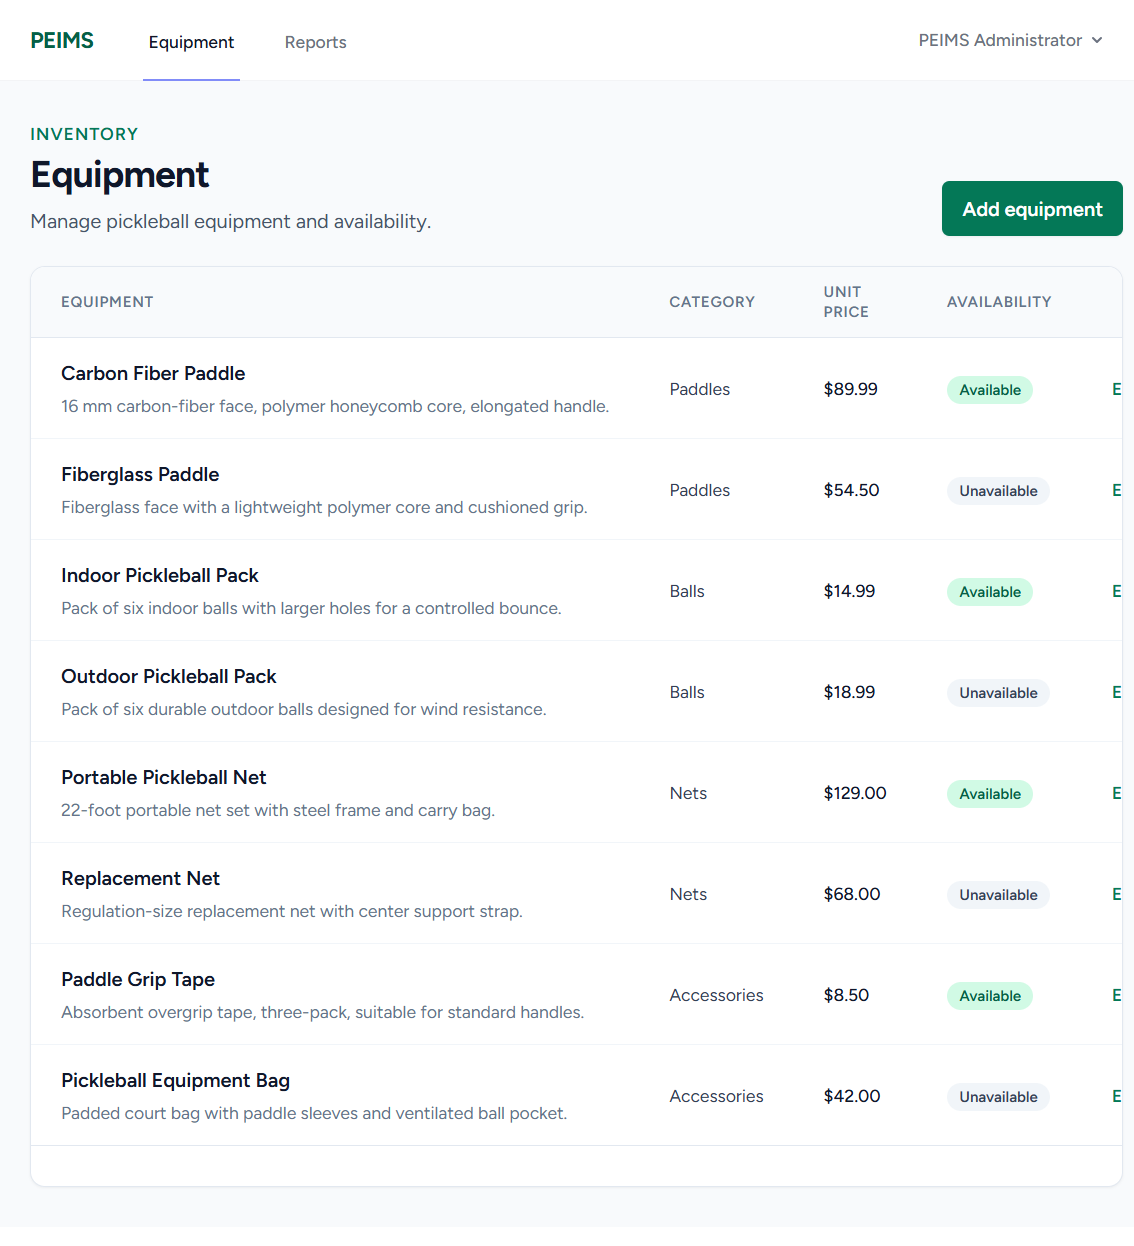 PEIMS Equipment Reports PEIMS Administrator
INVENTORY
Equipment
Manage pickleball equipment and availability.
Add equipment
EQUIPMENT CATEGORY UNIT PRICE AVAILABILITY
Carbon Fiber Paddle
16 mm carbon-fiber face, polymer honeycomb core, elongated handle.
Paddles $89.99 Available
Fiberglass Paddle
Fiberglass face with a lightweight polymer core and cushioned grip.
Paddles $54.50 Unavailable
Indoor Pickleball Pack
Pack of six indoor balls with larger holes for a controlled bounce.
Balls $14.99 Available
Outdoor Pickleball Pack
Pack of six durable outdoor balls designed for wind resistance.
Balls $18.99 Unavailable
Portable Pickleball Net
22-foot portable net set with steel frame and carry bag.
Nets $129.00 Available
Replacement Net
Regulation-size replacement net with center support strap.
Nets $68.00 Unavailable
Paddle Grip Tape
Absorbent overgrip tape, three-pack, suitable for standard handles.
Accessories $8.50 Available
Pickleball Equipment Bag
Padded court bag with paddle sleeves and ventilated ball pocket.
Accessories $42.00 Unavailable